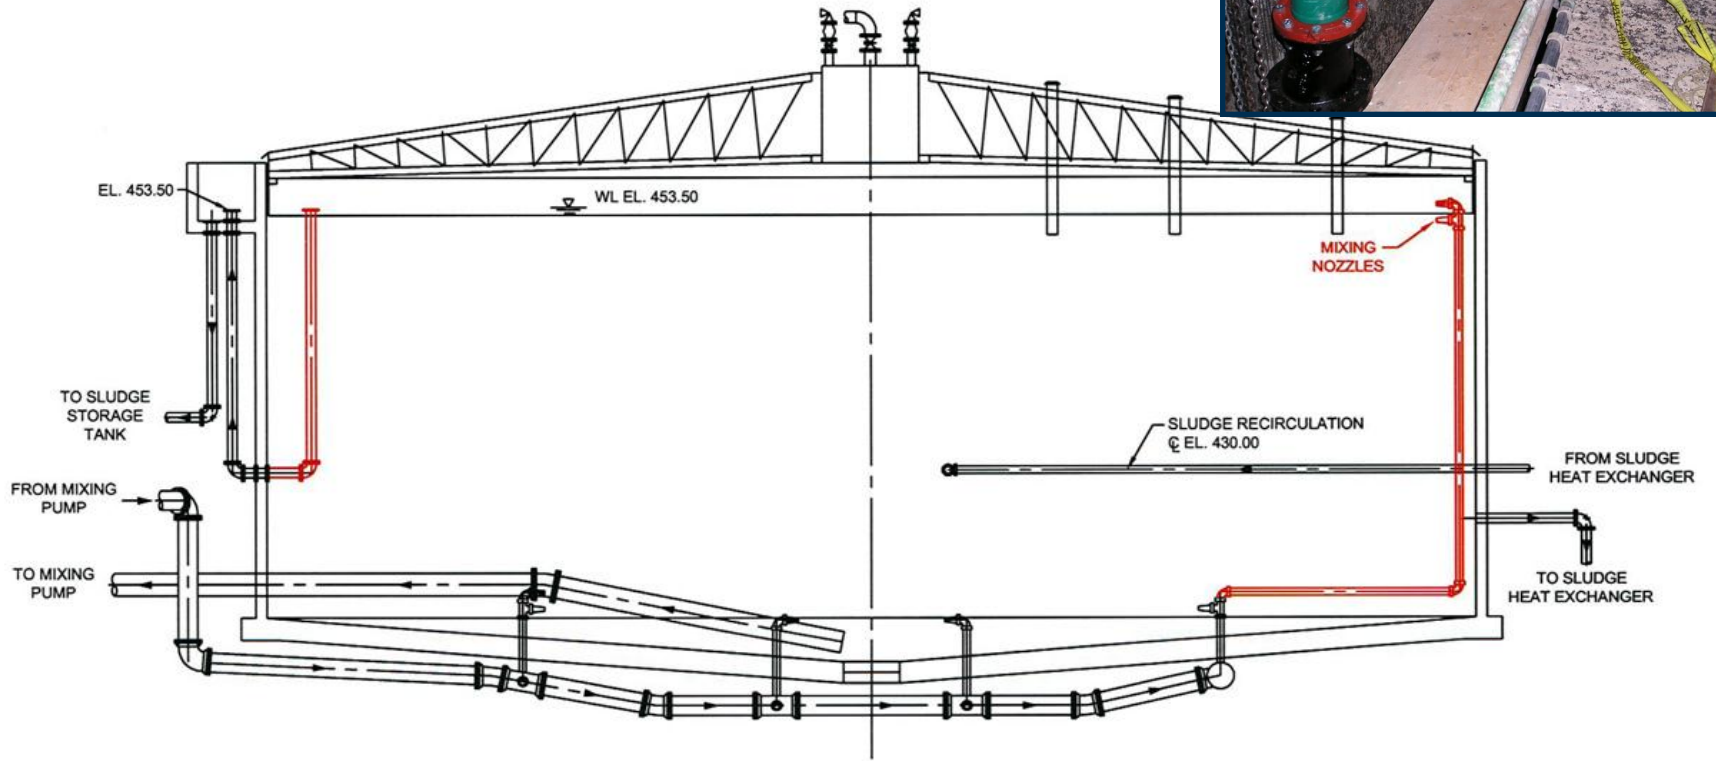 EL. 453.50
WL EL. 453.50
MIXING
NOZZLES
TO SLUDGE
STORAGE
TANK
SLUDGE RECIRCULATION
℄ EL. 430.00
FROM SLUDGE
HEAT EXCHANGER
FROM MIXING
PUMP
TO MIXING
PUMP
TO SLUDGE
HEAT EXCHANGER